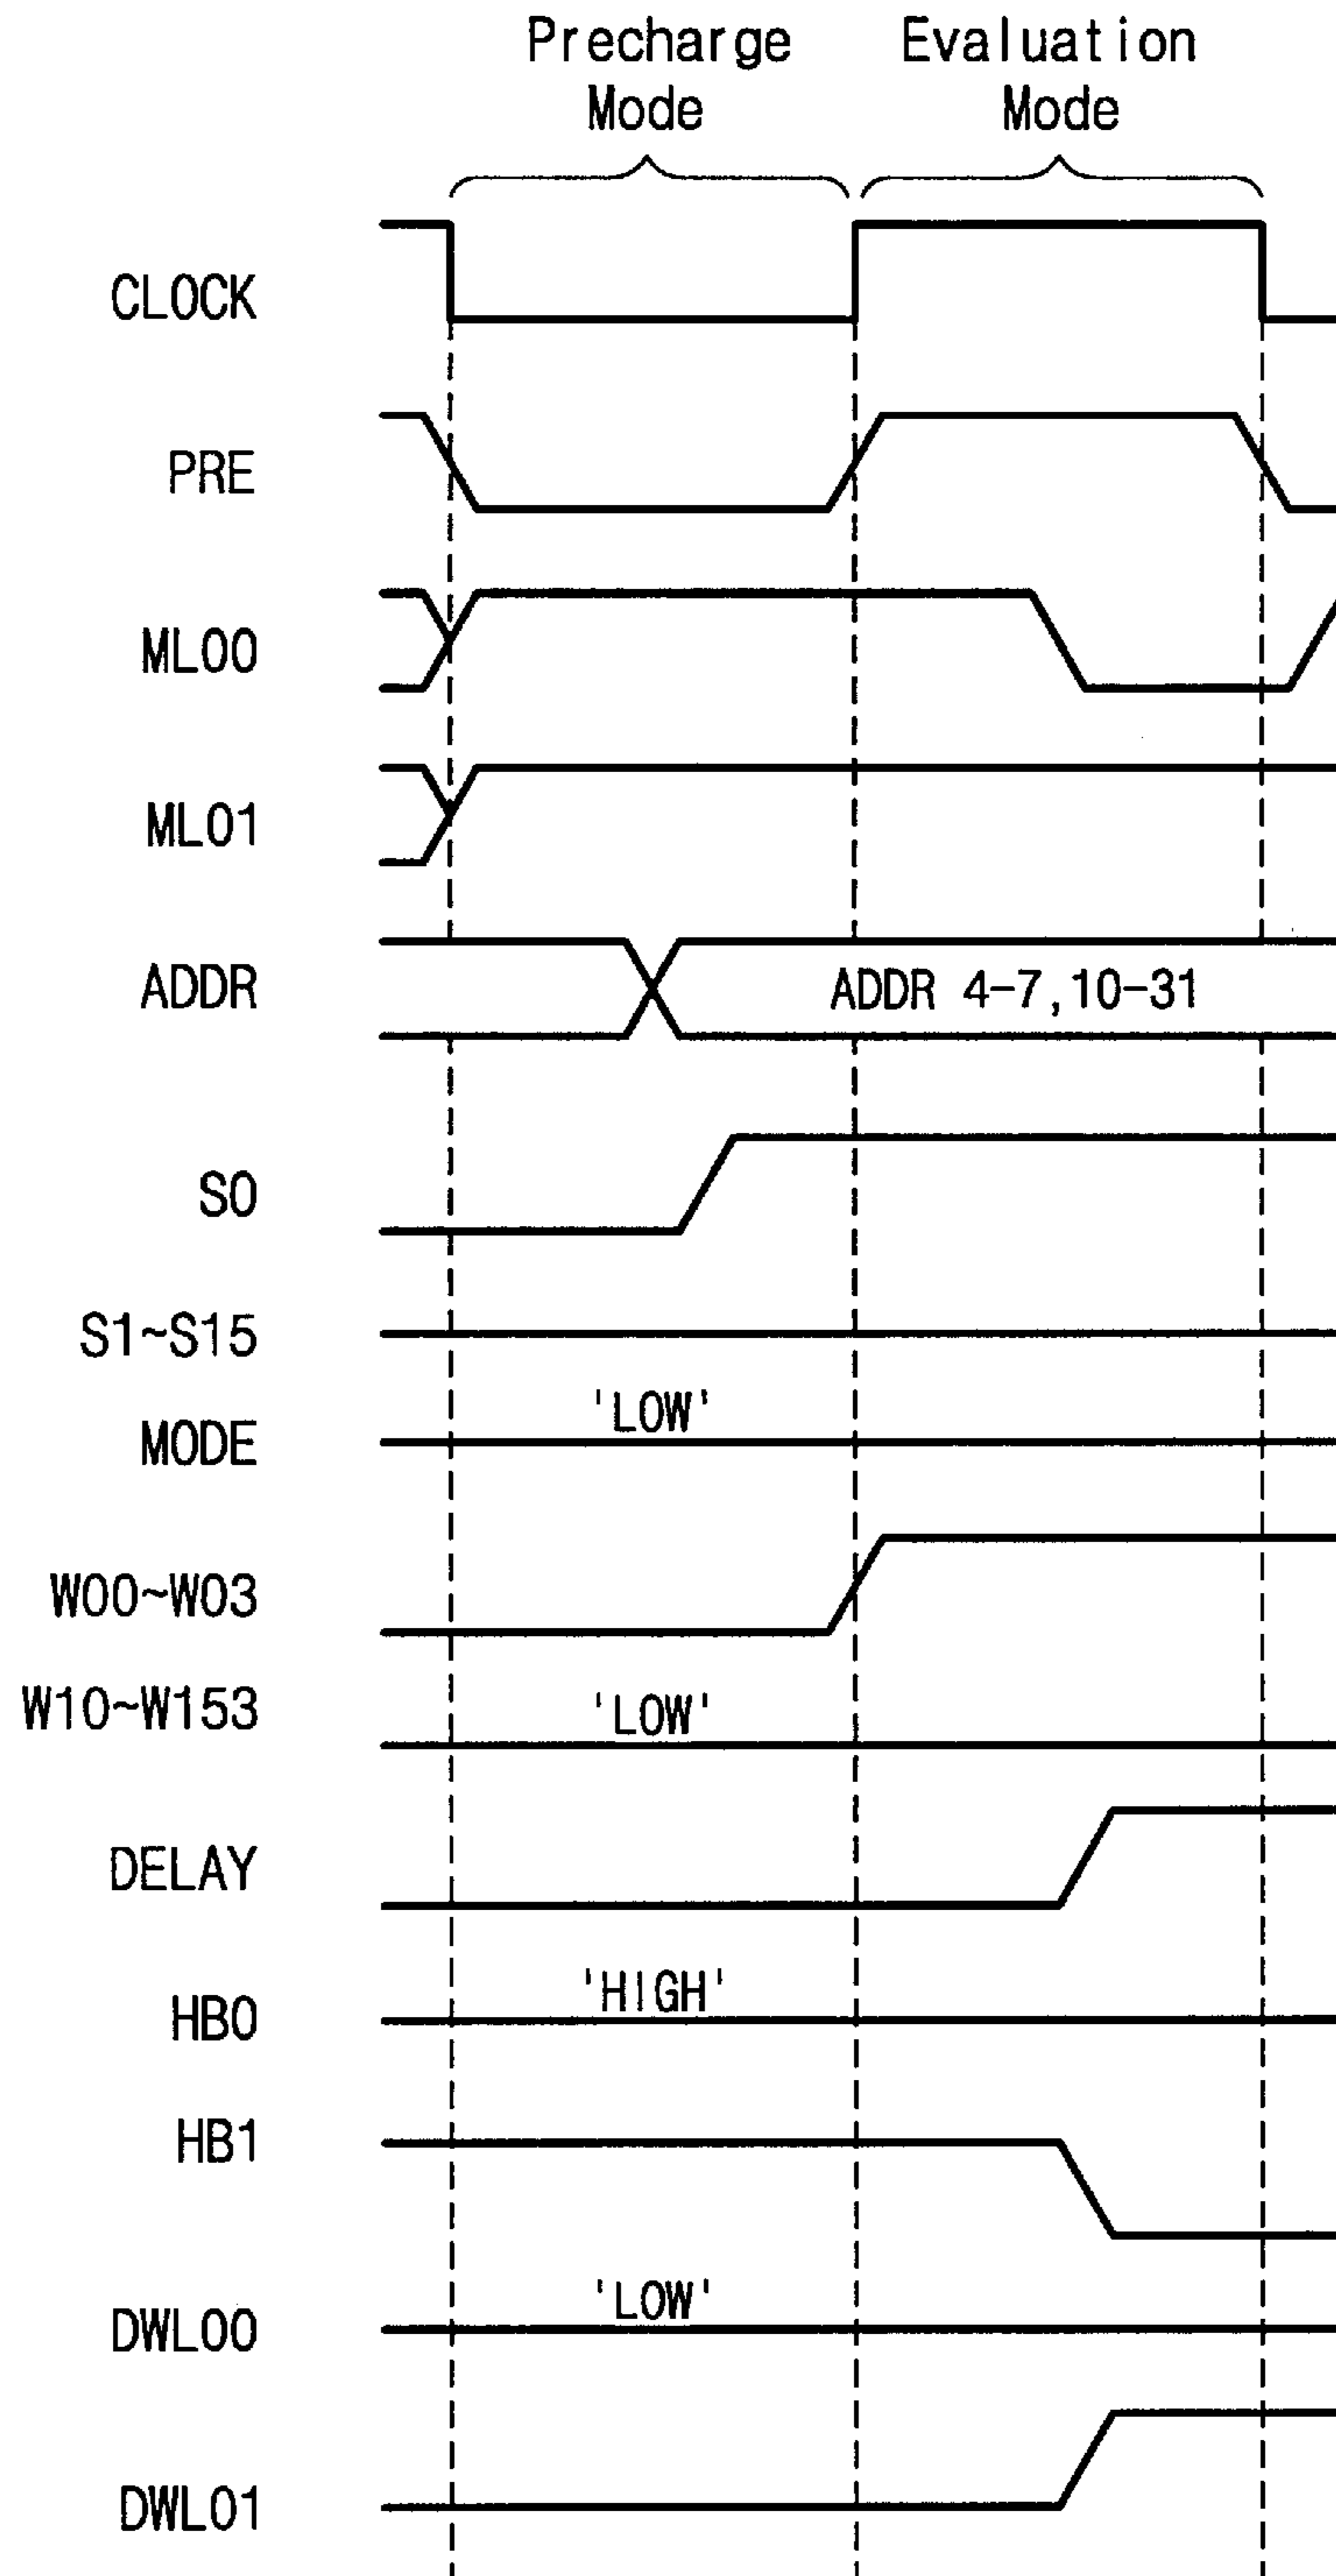 Precharge Mode
Evaluation Mode
CLOCK
PRE
ML00
ML01
ADDR
ADDR 4-7,10-31
S0
S1~S15
'LOW'
MODE
W00~W03
W10~W153
'LOW'
DELAY
'HIGH'
HB0
HB1
'LOW'
DWL00
DWL01